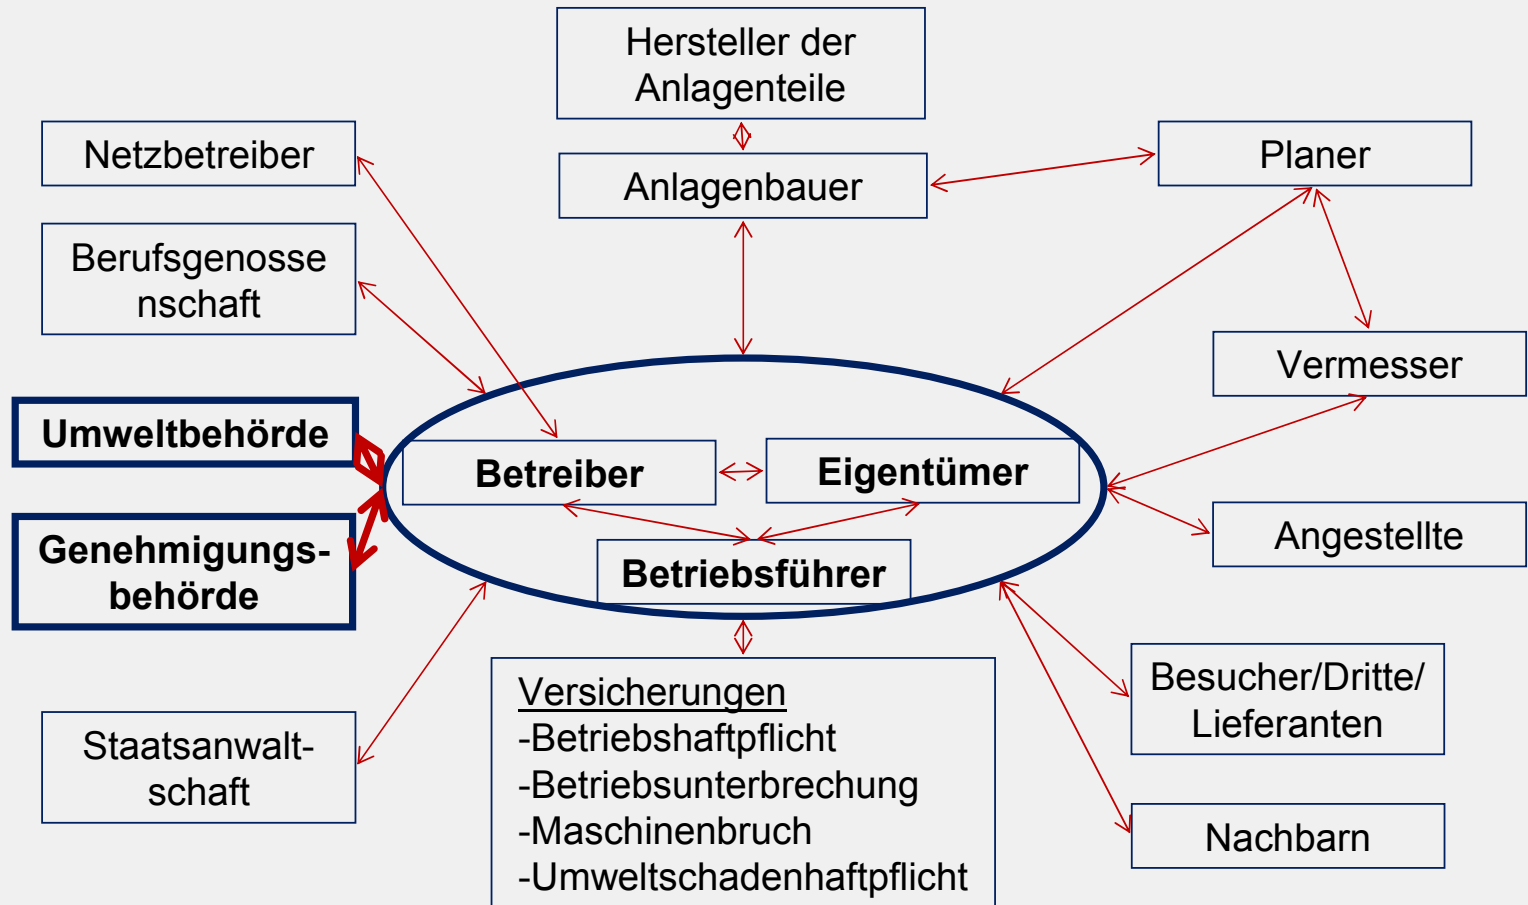 Hersteller der
Anlagenteile
Netzbetreiber
Anlagenbauer
Planer
Berufsgenosse
nschaft
Vermesser
Umweltbehörde
Betreiber
Eigentümer
Genehmigungs-
behörde
Betriebsführer
Angestellte
Staatsanwalt-
schaft
Versicherungen
-Betriebshaftpflicht
-Betriebsunterbrechung
-Maschinenbruch
-Umweltschadenhaftpflicht
Besucher/Dritte/
Lieferanten
Nachbarn